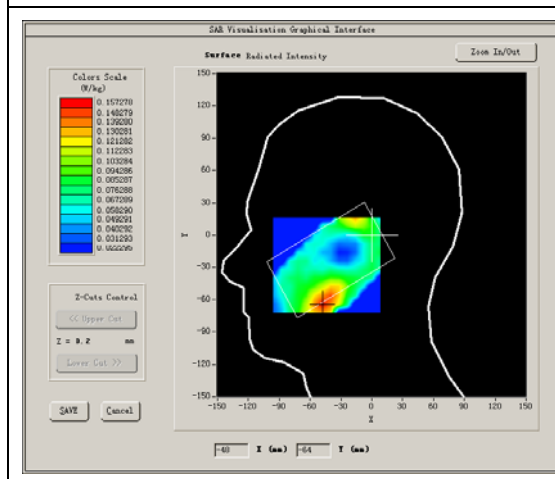 SAR Visualisation Graphical Interface
Surface Radiated Intensity
Zoom In/Out
Colors Scale
(W/kg)
0.157278
0.148279
0.139280
0.130281
0.121282
0.112283
0.103284
0.094286
0.085287
0.076288
0.067289
0.058290
0.049291
0.040292
0.031293
150
120
90
60
30
0
-30
-60
-90
-120
-150
Y
-150 -120 -90 -60 -30 0 30 60 90 120 150
X
Z-Cuts Control
<< Upper Cut
Z = 0.2 mm
Lower Cut >>
SAVE
Cancel
-48 X (mm) -64 Y (mm)